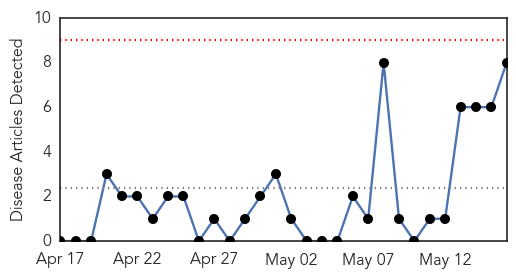 Disease Articles Detected
10
8
6
4
2
0
Apr 17
Apr 22
Apr 27
May 02
May 07
May 12